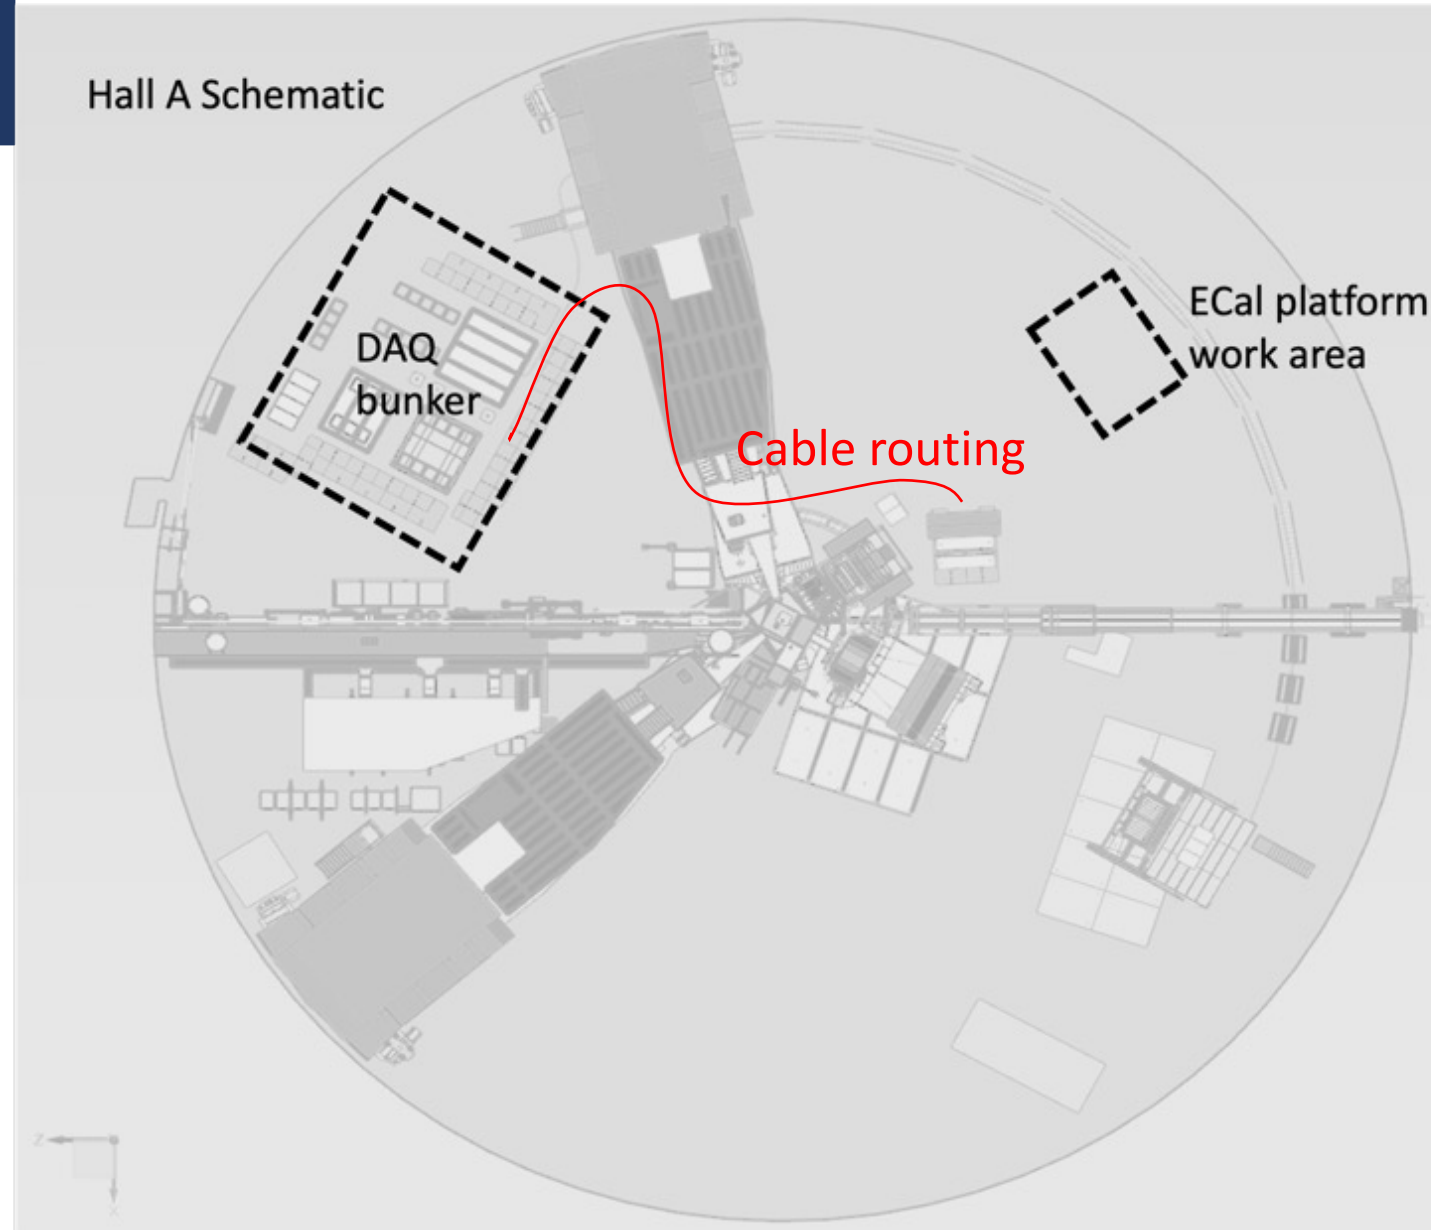 Hall A Schematic
ECal platform
work area
DAQ
bunker
Cable routing
Z
X